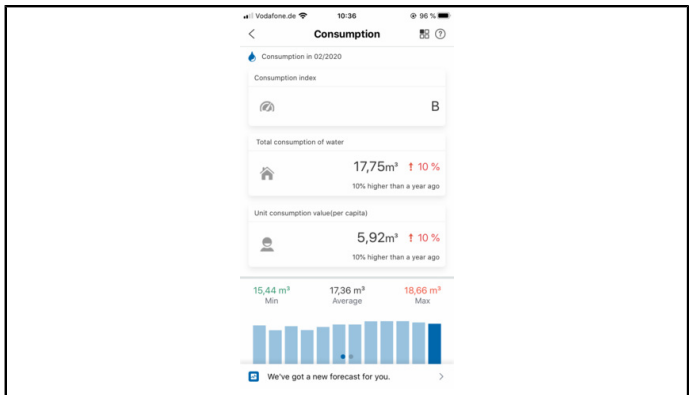 Vodafone.de 10:36 96 %
Consumption
Consumption in 02/2020
Consumption index
B
Total consumption of water
17,75m³ ↑ 10 %
10% higher than a year ago
Unit consumption value(per capita)
5,92m³ ↑ 10 %
10% higher than a year ago
15,44 m³ 17,36 m³ 18,66 m³
Min Average Max
We've got a new forecast for you.